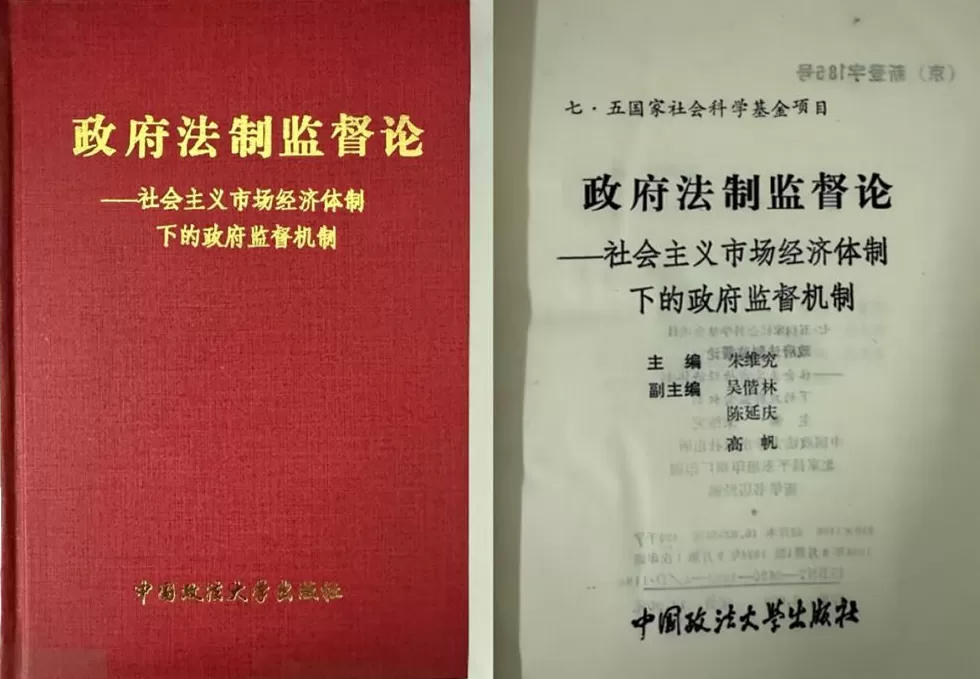 政府法制监督论
——社会主义市场经济体制
下的政府监督机制
中国政法大学出版社
(京)新登字185号
七·五国家社会科学基金项目
政府法制监督论
——社会主义市场经济体制
下的政府监督机制
主 编 朱维究
副主编 吴偕林
陈延庆
高 帆
中国政法大学出版社